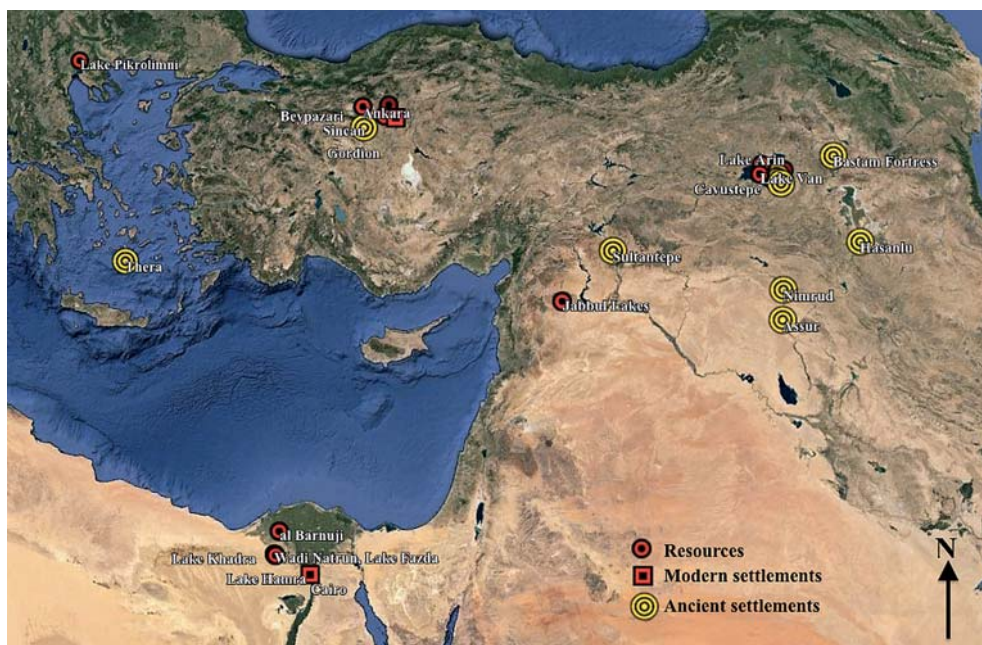 Lake Pikrolimni
Beypazari
Ankara
Sincan
Gordion
Lake Arin
Bastam Fortress
Lake Van
Cavustepe
Hasanlu
Sultantepe
Thera
Nimrud
Jabbul Lakes
Assur
al Barnuji
Lake Khadra
Wadi Natrun, Lake Fazda
Lake Hamra
Cairo
Resources
Modern settlements
Ancient settlements
N